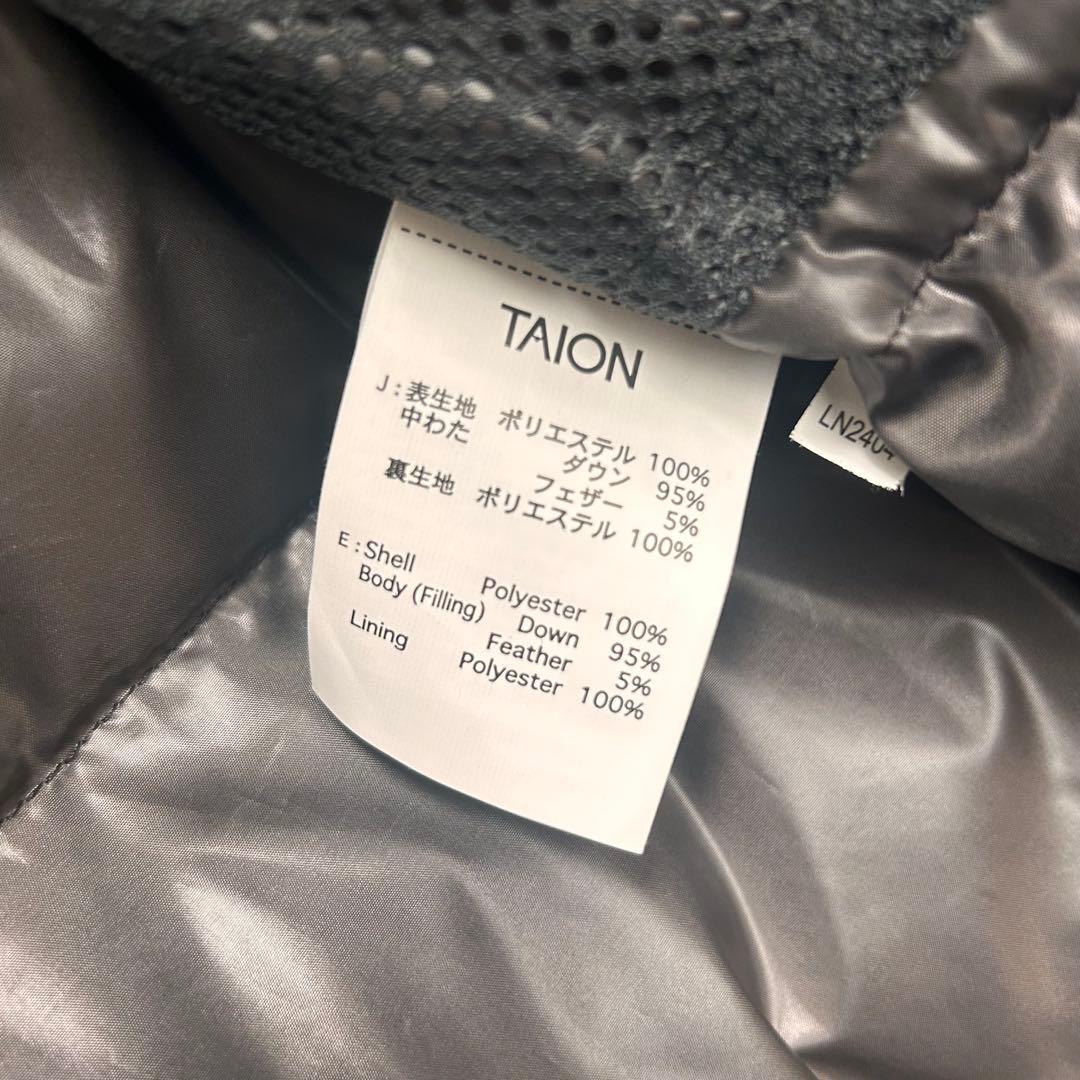 TAION
J：表生地 ポリエステル 100%
中わた ダウン 95%
フェザー 5%
裏生地 ポリエステル 100%
E：Shell Polyester 100%
Body (Filling) Down 95%
Feather 5%
Lining Polyester 100%
LN2404